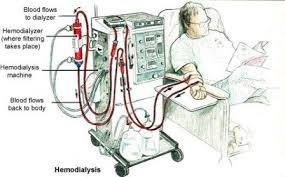 Blood flows
to dialyzer
Hemodialyzer
(where filtering
takes place)
Hemodialysis
machine
Blood flows
back to body
Hemodialysis